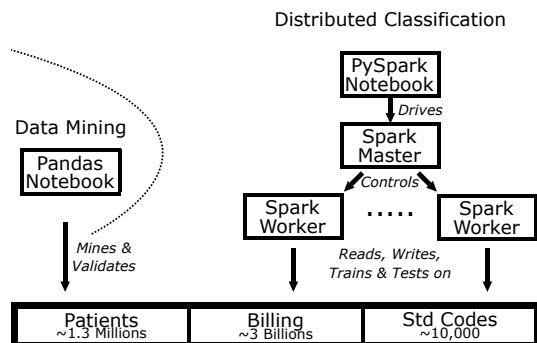 Distributed Classification
PySpark
Notebook
Drives
Data Mining
Pandas
Notebook
Spark
Master
Controls
Spark
Worker
.....
Spark
Worker
Mines &
Validates
Reads, Writes,
Trains & Tests on
Patients
~1.3 Millions
Billing
~3 Billions
Std Codes
~10,000